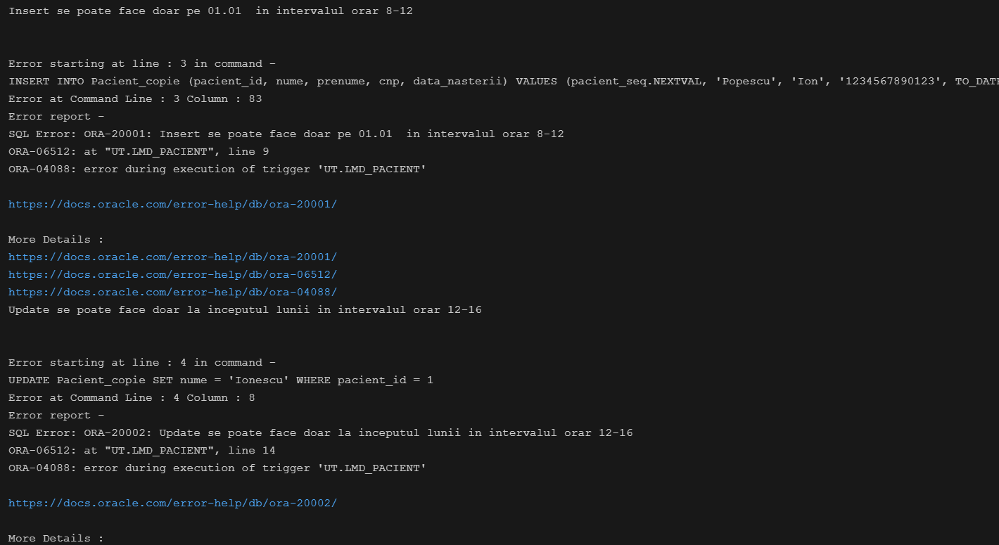 Insert se poate face doar pe 01.01  in intervalul orar 8-12
Error starting at line : 3 in command -
INSERT INTO Pacient_copie (pacient_id, nume, prenume, cnp, data_nasterii) VALUES (pacient_seq.NEXTVAL, 'Popescu', 'Ion', '1234567890123', TO_DATE
Error at Command Line : 3 Column : 83
Error report -
SQL Error: ORA-20001: Insert se poate face doar pe 01.01  in intervalul orar 8-12
ORA-06512: at "UT.LMD_PACIENT", line 9
ORA-04088: error during execution of trigger 'UT.LMD_PACIENT'
https://docs.oracle.com/error-help/db/ora-20001/
More Details :
https://docs.oracle.com/error-help/db/ora-20001/
https://docs.oracle.com/error-help/db/ora-06512/
https://docs.oracle.com/error-help/db/ora-04088/
Update se poate face doar la inceputul lunii in intervalul orar 12-16
Error starting at line : 4 in command -
UPDATE Pacient_copie SET nume = 'Ionescu' WHERE pacient_id = 1
Error at Command Line : 4 Column : 8
Error report -
SQL Error: ORA-20002: Update se poate face doar la inceputul lunii in intervalul orar 12-16
ORA-06512: at "UT.LMD_PACIENT", line 14
ORA-04088: error during execution of trigger 'UT.LMD_PACIENT'
https://docs.oracle.com/error-help/db/ora-20002/
More Details :